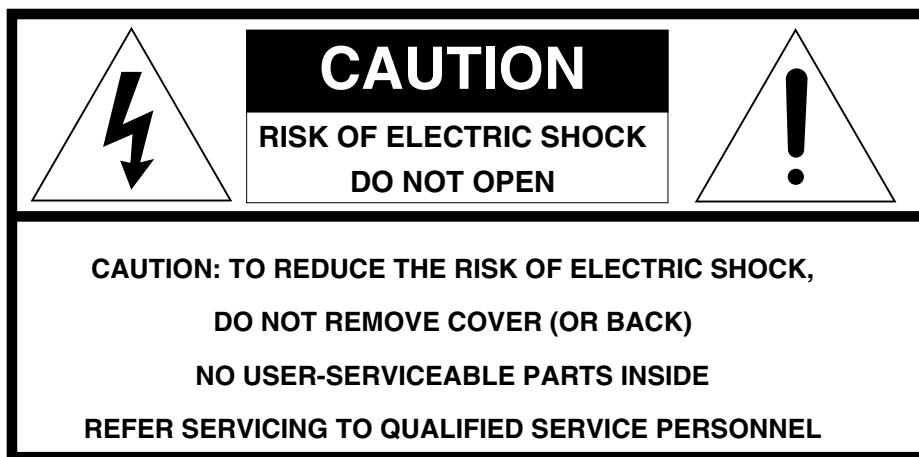 CAUTION
RISK OF ELECTRIC SHOCK
DO NOT OPEN
CAUTION: TO REDUCE THE RISK OF ELECTRIC SHOCK,
DO NOT REMOVE COVER (OR BACK)
NO USER-SERVICEABLE PARTS INSIDE
REFER SERVICING TO QUALIFIED SERVICE PERSONNEL